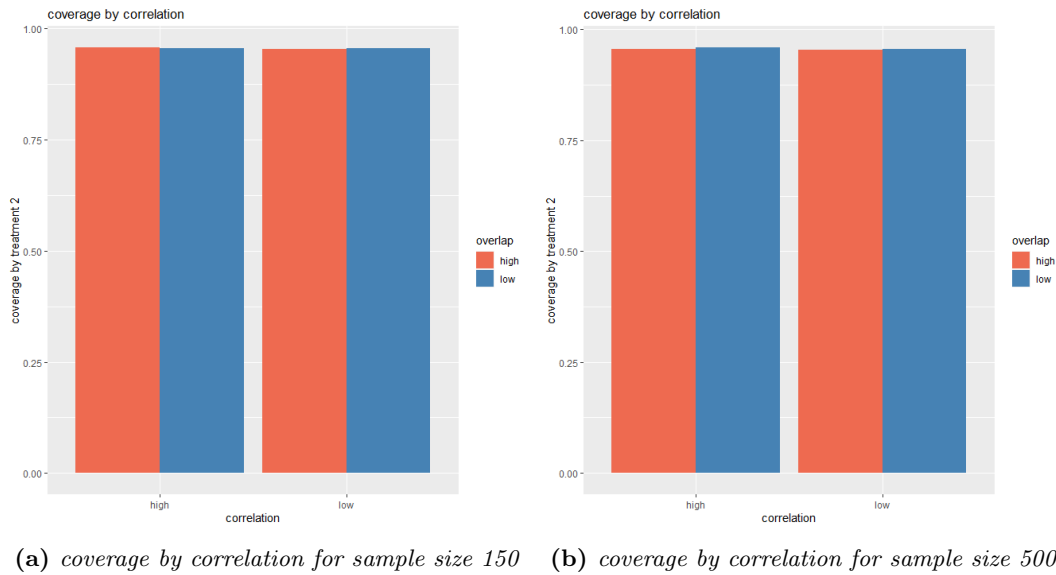 coverage by correlation
1.00
0.75
0.50
0.25
0.00
coverage by treatment 2
high
low
correlation
overlap
high
low
(a) coverage by correlation for sample size 150
coverage by correlation
1.00
0.75
0.50
0.25
0.00
coverage by treatment 2
high
low
correlation
overlap
high
low
(b) coverage by correlation for sample size 500